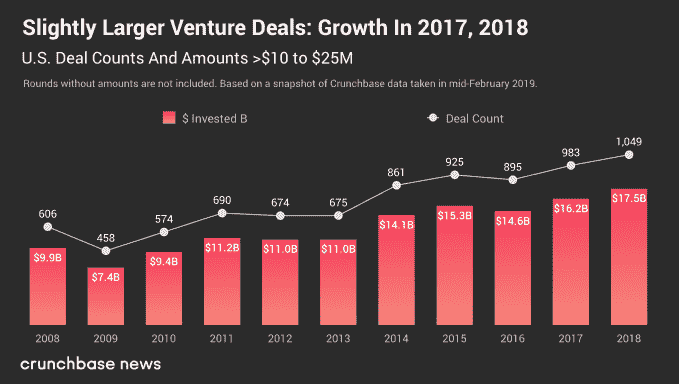 Slightly Larger Venture Deals: Growth In 2017, 2018
U.S. Deal Counts And Amounts >$10 to $25M
Rounds without amounts are not included. Based on a snapshot of Crunchbase data taken in mid-February 2019.
$ Invested B Deal Count
606 458 574 690 674 675 861 925 895 983 1,049
$9.9B $7.4B $9.4B $11.2B $11.0B $11.0B $14.1B $15.3B $14.6B $16.2B $17.5B
2008 2009 2010 2011 2012 2013 2014 2015 2016 2017 2018
crunchbase news